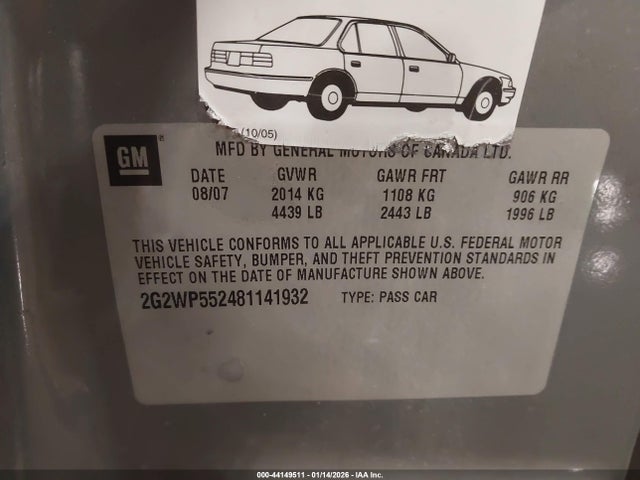 (10/05)
GM
MFD BY GENERAL MOTORS OF CANADA LTD.
DATE GVWR GAWR FRT GAWR RR
08/07 2014 KG 1108 KG 906 KG
4439 LB 2443 LB 1996 LB
THIS VEHICLE CONFORMS TO ALL APPLICABLE U.S. FEDERAL MOTOR
VEHICLE SAFETY, BUMPER, AND THEFT PREVENTION STANDARDS IN
EFFECT ON THE DATE OF MANUFACTURE SHOWN ABOVE.
2G2WP552481141932 TYPE: PASS CAR
000-44149511 - 01/14/2026 - IAA Inc.